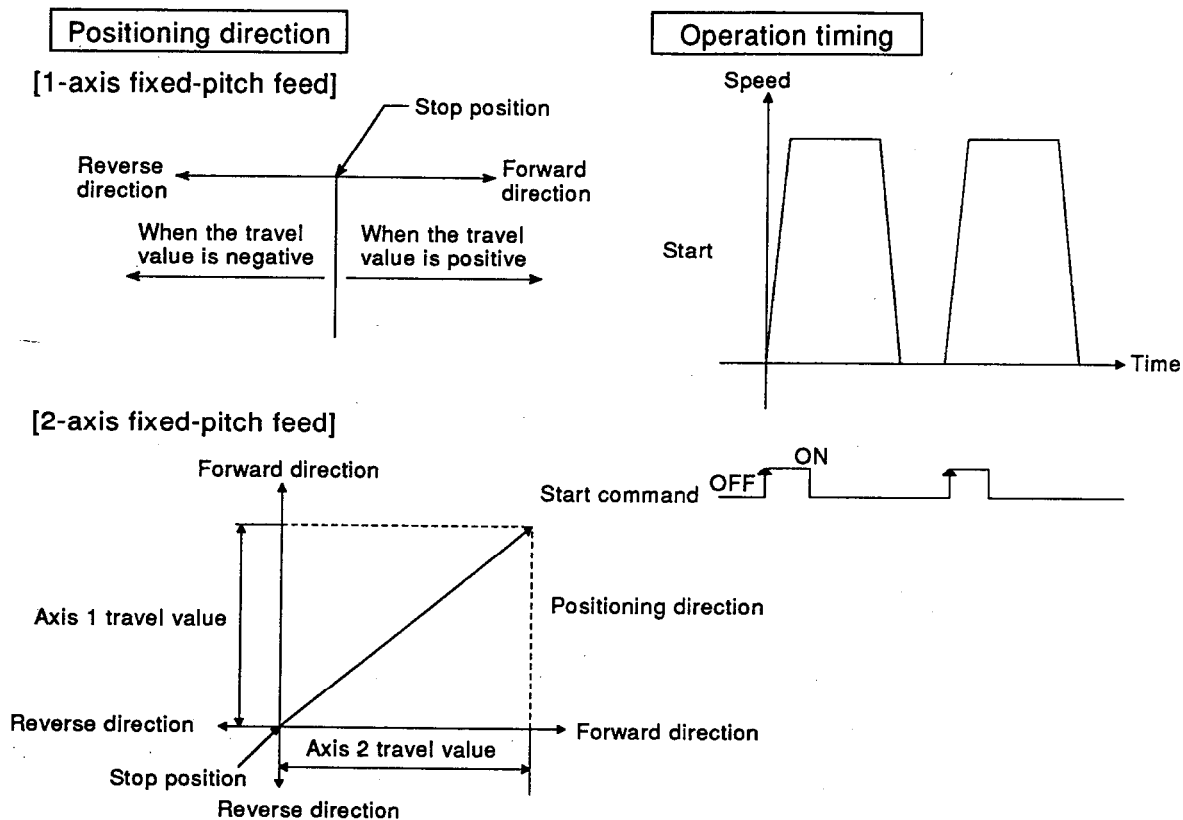 Positioning direction
[1-axis fixed-pitch feed]
Stop position
Reverse
direction
Forward
direction
When the travel
value is negative
When the travel
value is positive
Operation timing
Speed
Start
Time
OFF
ON
Start command
[2-axis fixed-pitch feed]
Forward direction
Axis 1 travel value
Positioning direction
Reverse direction
Forward direction
Axis 2 travel value
Stop position
Reverse direction